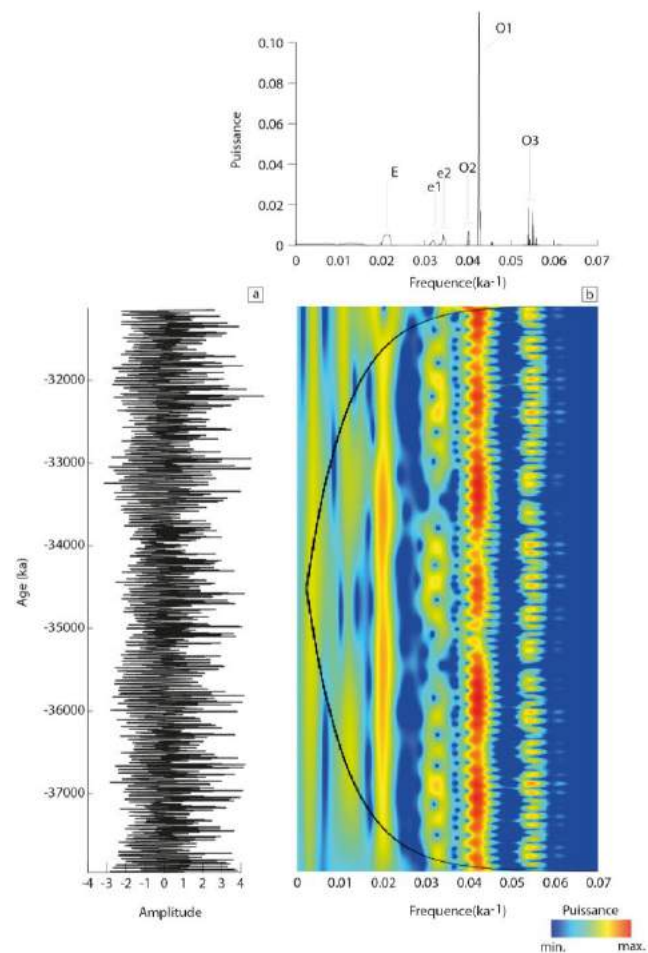 O1
0.10
0.08
0.06
0.04
0.02
0
Puissance
E
e1
e2
O2
O3
0
0.01
0.02
0.03
0.04
0.05
0.06
0.07
Frequence(ka-1)
a
b
-32000
-33000
-34000
-35000
-36000
-37000
Age (ka)
-4 -3 -2 -1 0 1 2 3 4
Amplitude
0 0.01 0.02 0.03 0.04 0.05 0.06 0.07
Frequence(ka-1)
Puissance
min. max.